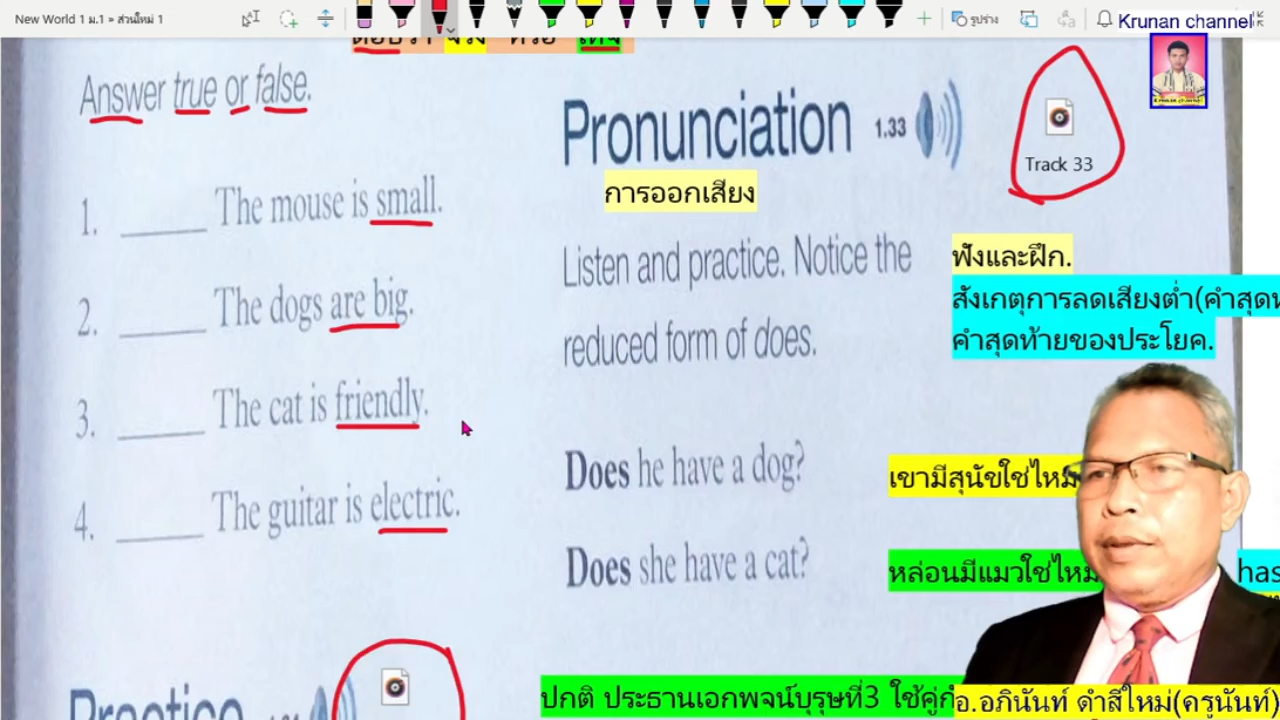 New World 1 ม.1 » ส่วนใหม่ 1
รูปร่าง
Krunan channel
Answer true or false.
1. ______ The mouse is small.
2. ______ The dogs are big.
3. ______ The cat is friendly.
4. ______ The guitar is electric.
Pronunciation 1.33
Track 33
การออกเสียง
Listen and practice. Notice the
reduced form of does.
ฟังและฝึก.
สังเกตุการลดเสียงต่ำ(คำสุดท
คำสุดท้ายของประโยค.
Does he have a dog?
เขามีสุนัขใช่ไหม
Does she have a cat?
หล่อนมีแมวใช่ไหม
has
Practice
ปกติ ประธานเอกพจน์บุรุษที่3 ใช้คู่กั
อ.อภินันท์ ดำสีใหม่(ครูนันท์)